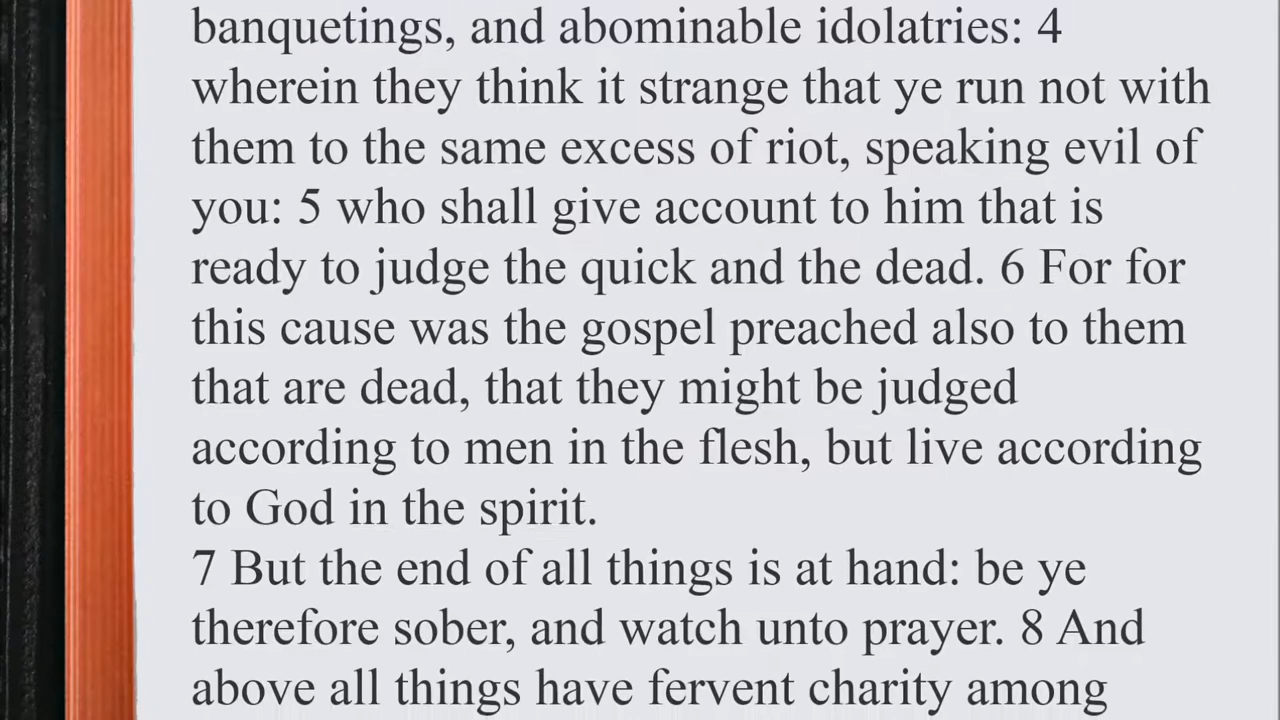 banquetings, and abominable idolatries: 4
wherein they think it strange that ye run not with
them to the same excess of riot, speaking evil of
you: 5 who shall give account to him that is
ready to judge the quick and the dead. 6 For for
this cause was the gospel preached also to them
that are dead, that they might be judged
according to men in the flesh, but live according
to God in the spirit.
7 But the end of all things is at hand: be ye
therefore sober, and watch unto prayer. 8 And
above all things have fervent charity among